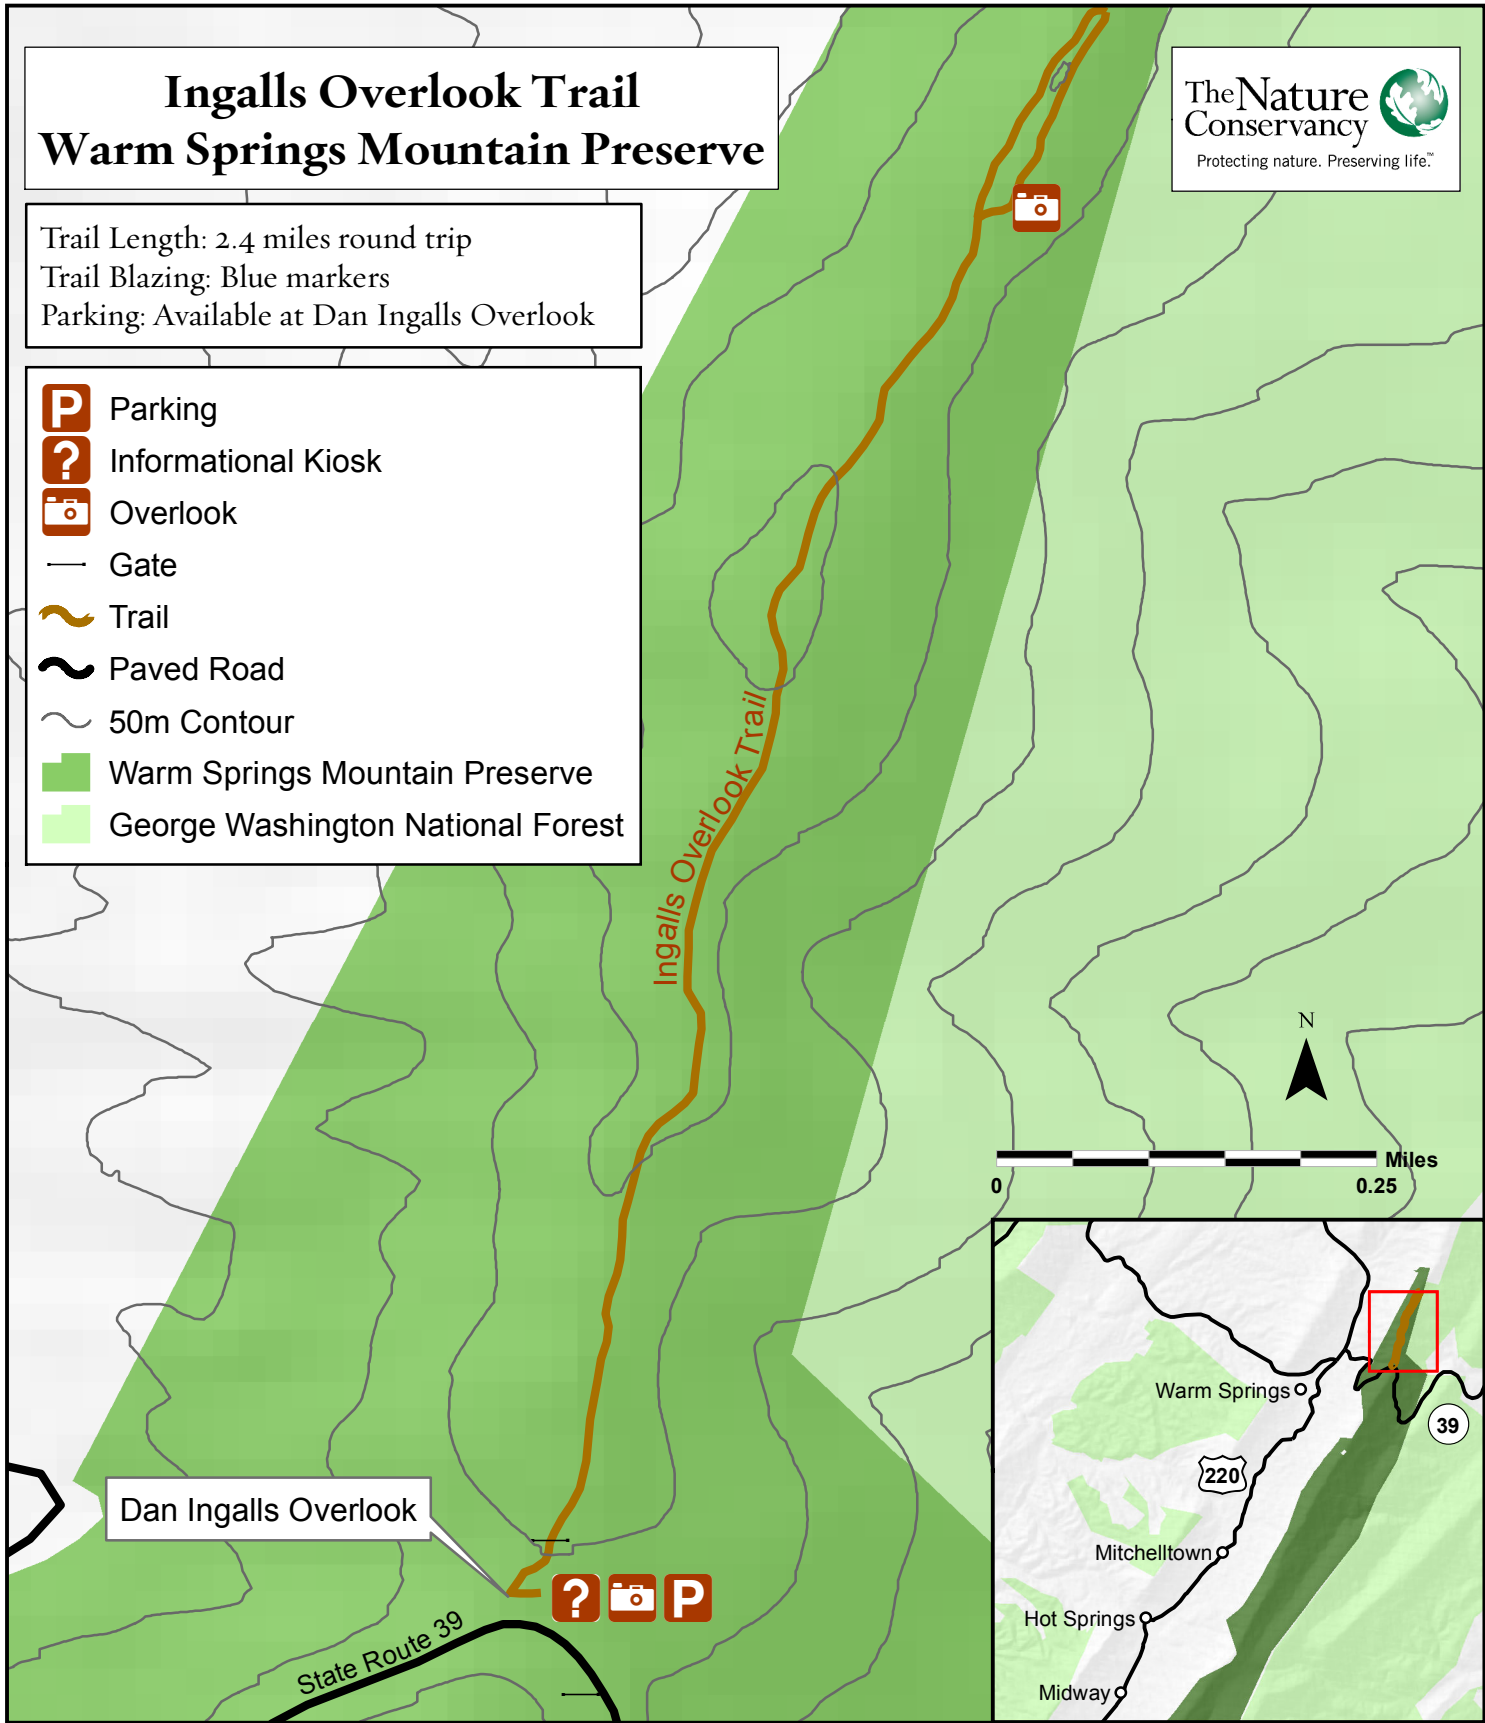 Ingalls Overlook Trail
Warm Springs Mountain Preserve
The Nature
Conservancy
Protecting nature. Preserving life.™
Trail Length: 2.4 miles round trip
Trail Blazing: Blue markers
Parking: Available at Dan Ingalls Overlook
P Parking
? Informational Kiosk
Overlook
Gate
Trail
Paved Road
50m Contour
Warm Springs Mountain Preserve
George Washington National Forest
Ingalls Overlook Trail
N
Miles
0 0.25
Dan Ingalls Overlook
? P
State Route 39
Warm Springs
39
220
Mitchelltown
Hot Springs
Midway